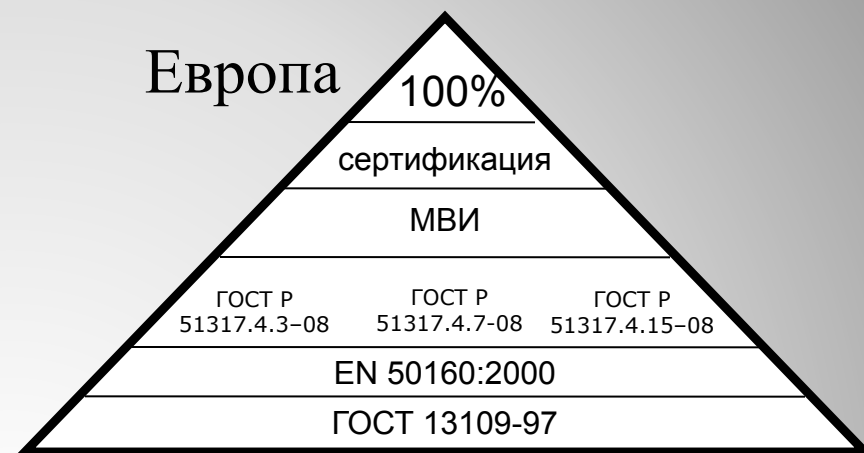 Европа
100%
сертификация
МВИ
ГОСТ Р
51317.4.3–08
ГОСТ Р
51317.4.7-08
ГОСТ Р
51317.4.15–08
EN 50160:2000
ГОСТ 13109-97